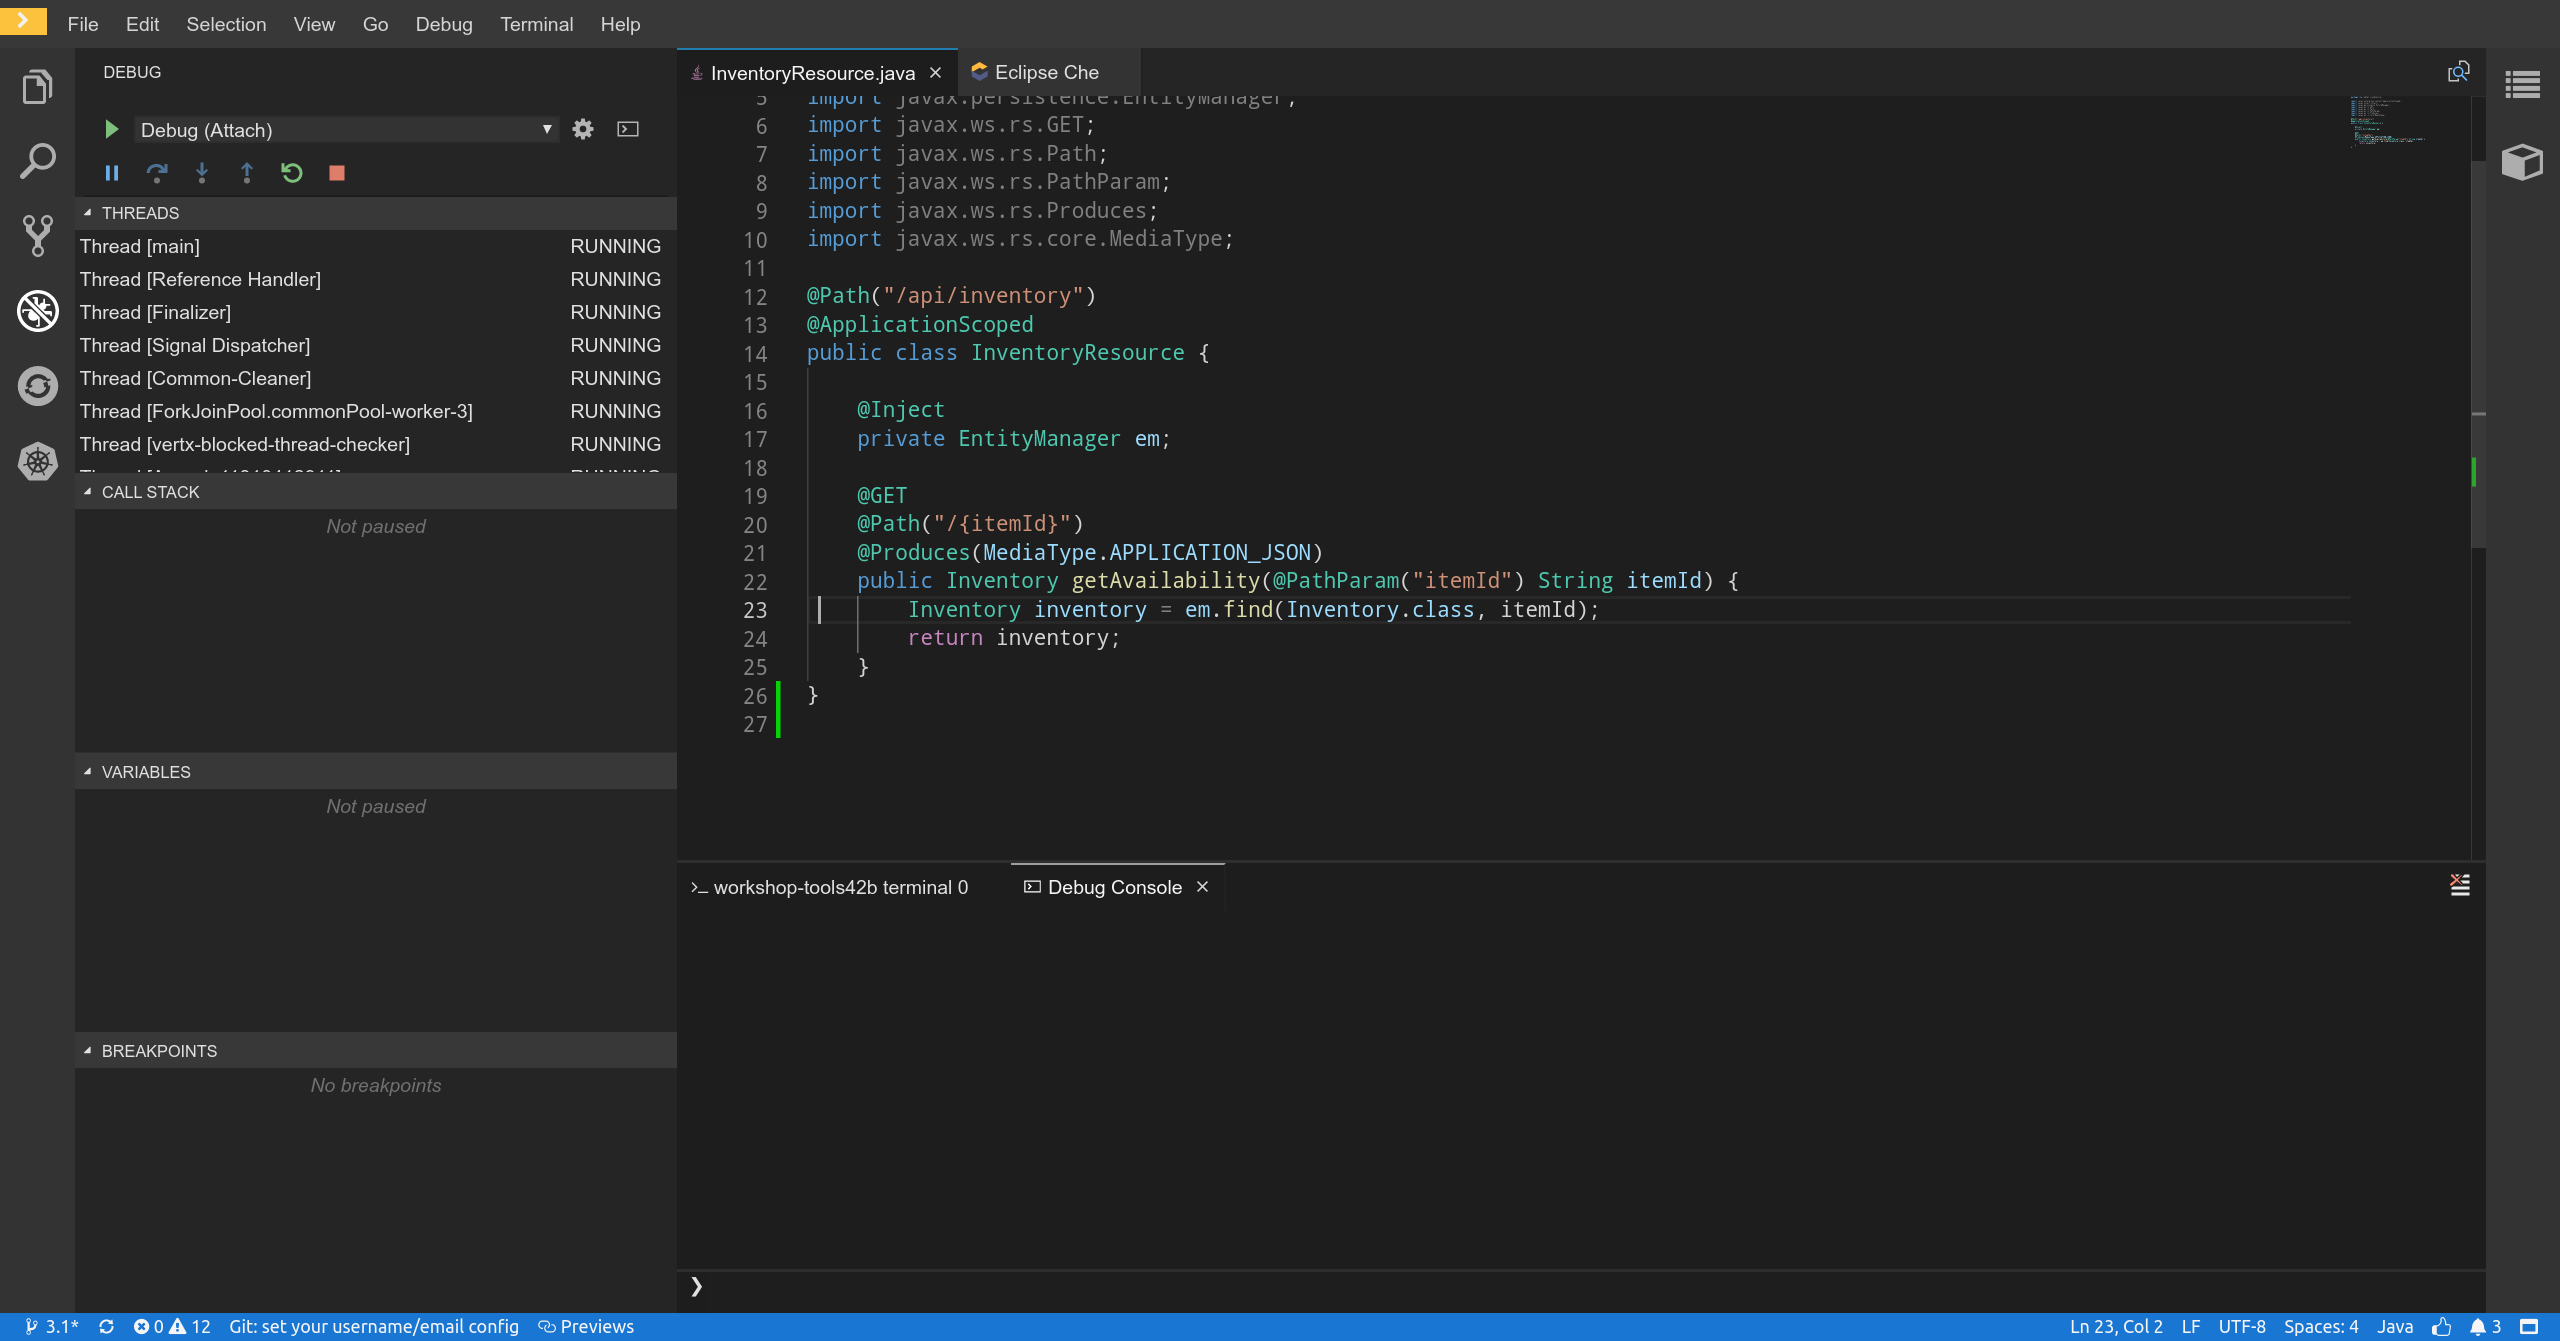 File Edit Selection View Go Debug Terminal Help
DEBUG
Debug (Attach)
THREADS
Thread [main] RUNNING
Thread [Reference Handler] RUNNING
Thread [Finalizer] RUNNING
Thread [Signal Dispatcher] RUNNING
Thread [Common-Cleaner] RUNNING
Thread [ForkJoinPool.commonPool-worker-3] RUNNING
Thread [vertx-blocked-thread-checker] RUNNING
CALL STACK
Not paused
VARIABLES
Not paused
BREAKPOINTS
No breakpoints
InventoryResource.java Eclipse Che
5 import javax.persistence.EntityManager;
6 import javax.ws.rs.GET;
7 import javax.ws.rs.Path;
8 import javax.ws.rs.PathParam;
9 import javax.ws.rs.Produces;
10 import javax.ws.rs.core.MediaType;
11
12 @Path("/api/inventory")
13 @ApplicationScoped
14 public class InventoryResource {
15
16 @Inject
17 private EntityManager em;
18
19 @GET
20 @Path("/{itemId}")
21 @Produces(MediaType.APPLICATION_JSON)
22 public Inventory getAvailability(@PathParam("itemId") String itemId) {
23 Inventory inventory = em.find(Inventory.class, itemId);
24 return inventory;
25 }
26 }
27
workshop-tools42b terminal 0 Debug Console
3.1* 0 12 Git: set your username/email config Previews Ln 23, Col 2 LF UTF-8 Spaces: 4 Java 3